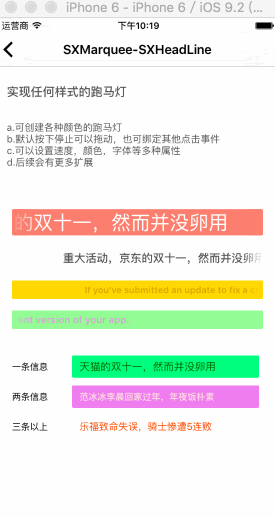 iPhone 6 - iPhone 6 / iOS 9.2 (
运营商 下午10:19
SXMarquee-SXHeadLine
实现任何样式的跑马灯
a.可创建各种颜色的跑马灯
b.默认按下停止可以拖动，也可绑定其他点击事件
c.可以设置速度，颜色，字体等多种属性
d.后续会有更多扩展
的双十一，然而并没卵用
重大活动，京东的双十一，然而并没卵用
If you've submitted an update to fix a
ent version of your app.
一条信息 天猫的双十一，然而并没卵用
两条信息 范冰冰李晨回家过年，年夜饭朴素
三条以上 乐福致命失误，骑士惨遭5连败